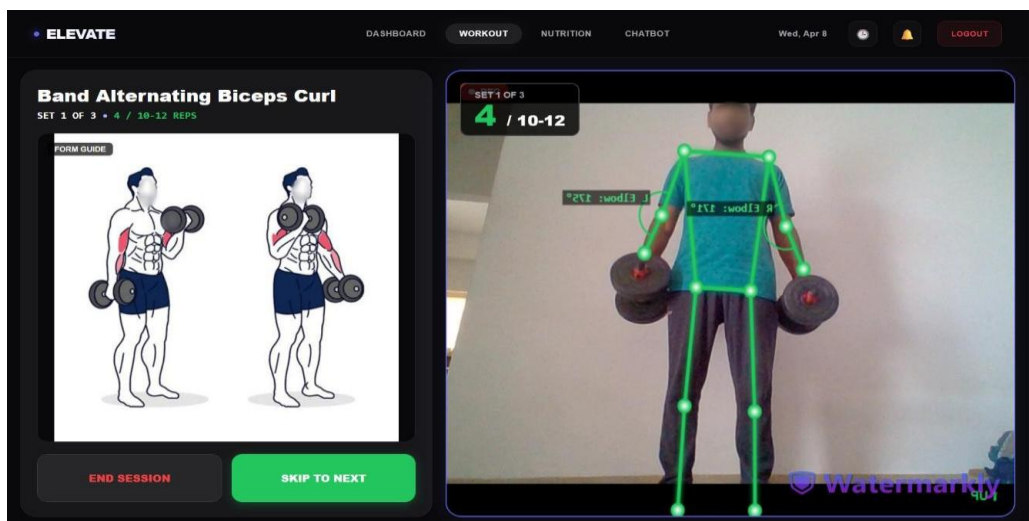 ELEVATE
DASHBOARD
WORKOUT
NUTRITION
CHATBOT
Wed, Apr 8
LOGOUT
Band Alternating Biceps Curl
SET 1 OF 3 • 4 / 10-12 REPS
FORM GUIDE
END SESSION
SKIP TO NEXT
SET 1 OF 3
4 / 10-12
L Elbow: 175°
R Elbow: 171°
Watermarkly